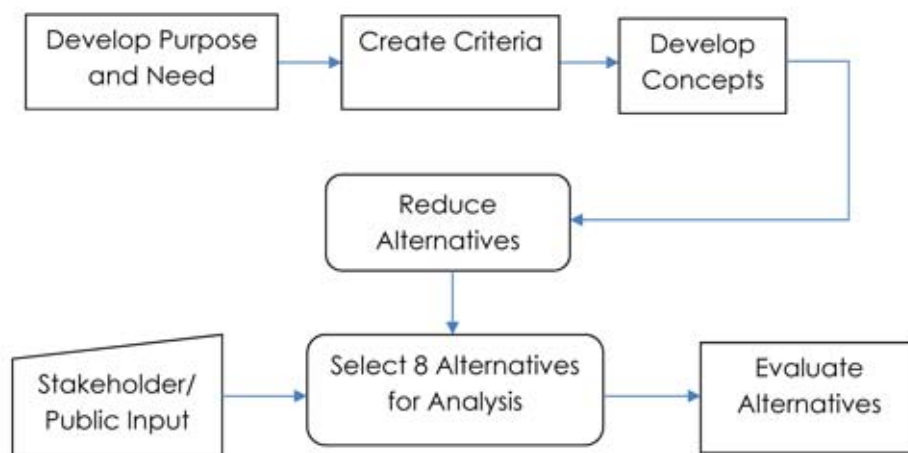 Develop Purpose
and Need
Create Criteria
Develop
Concepts
Reduce
Alternatives
Stakeholder/
Public Input
Select 8 Alternatives
for Analysis
Evaluate
Alternatives